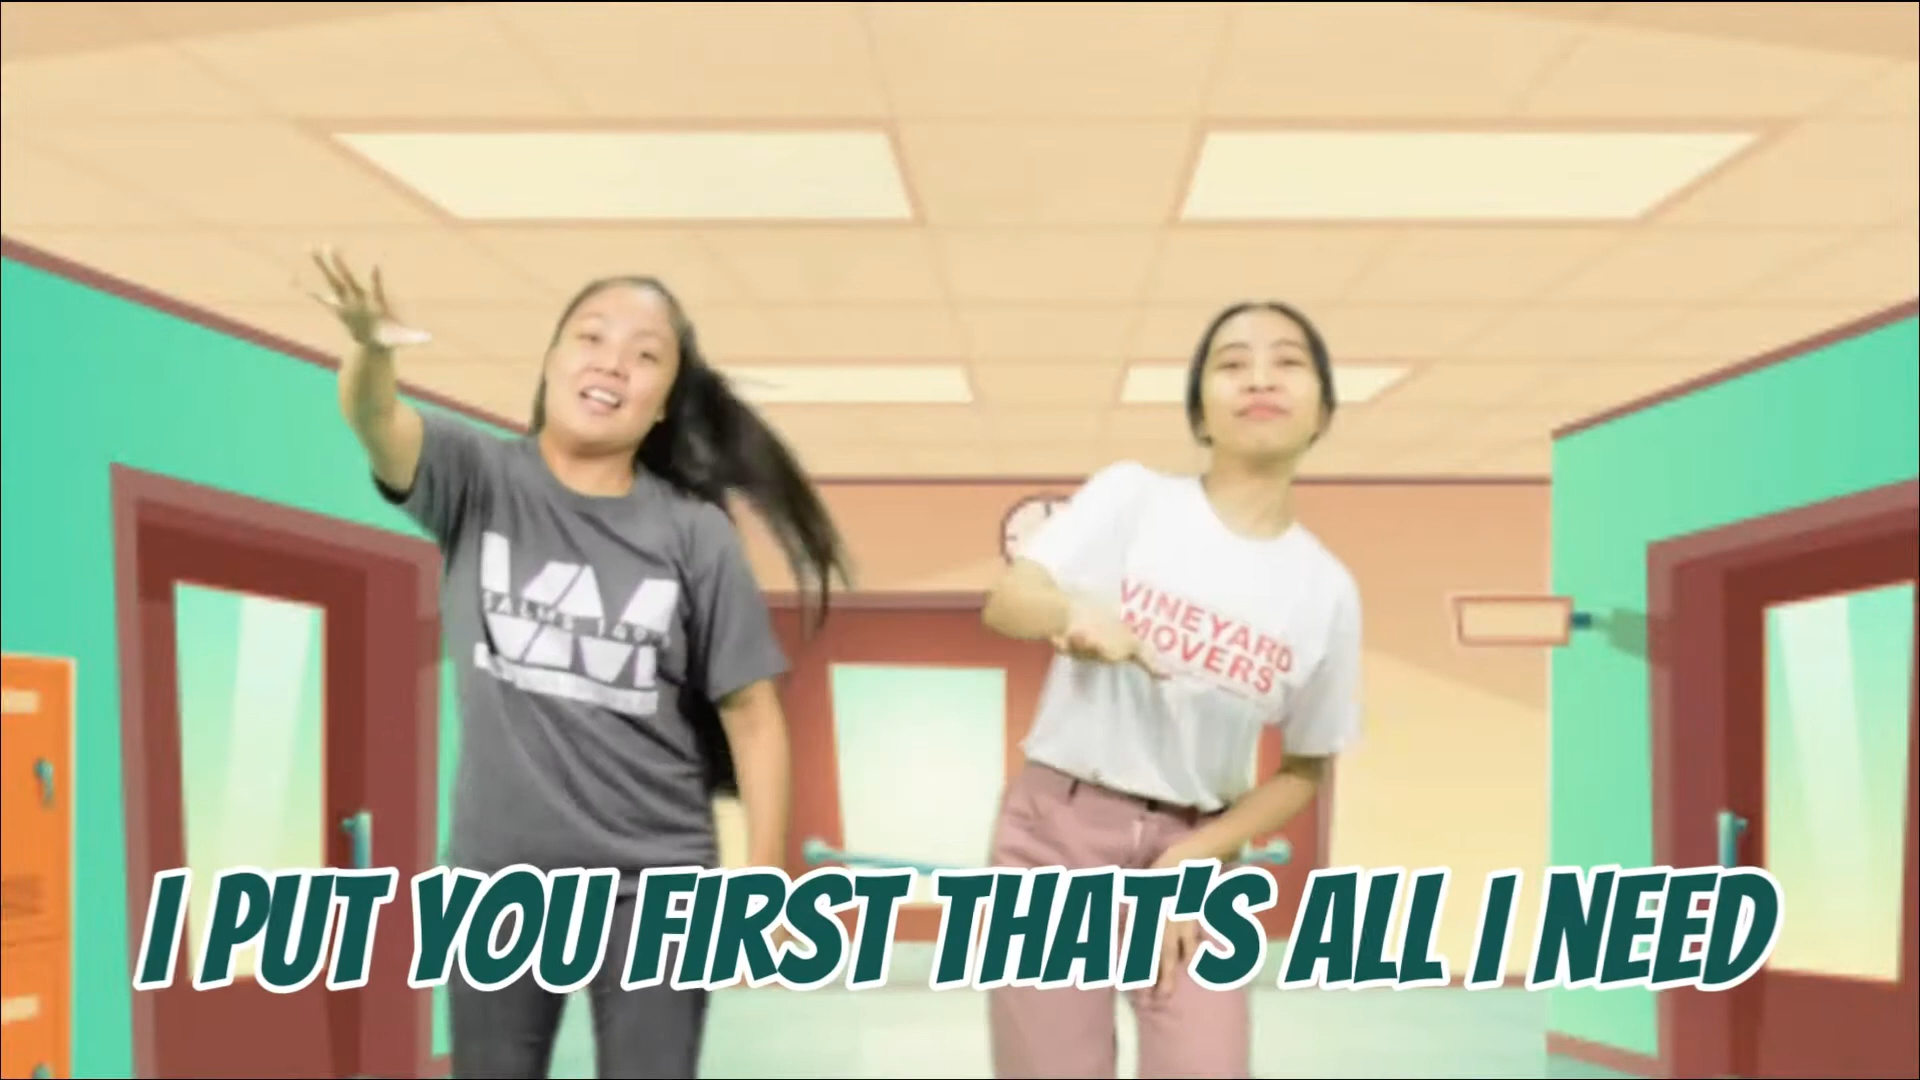 VINEYARD
MOVERS
I PUT YOU FIRST THAT'S ALL I NEED